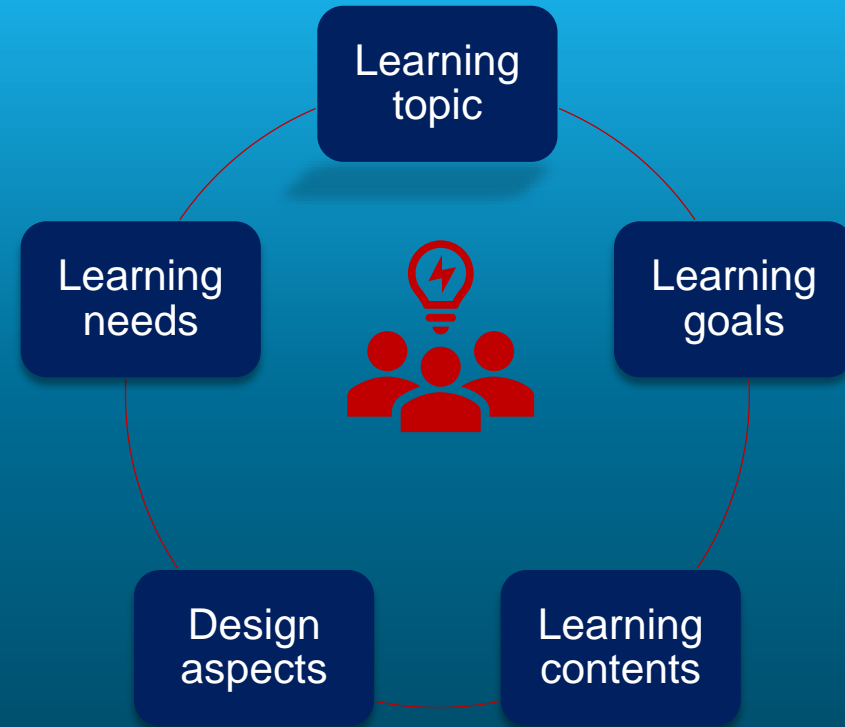 Learning
topic
Learning
goals
Learning
contents
Design
aspects
Learning
needs